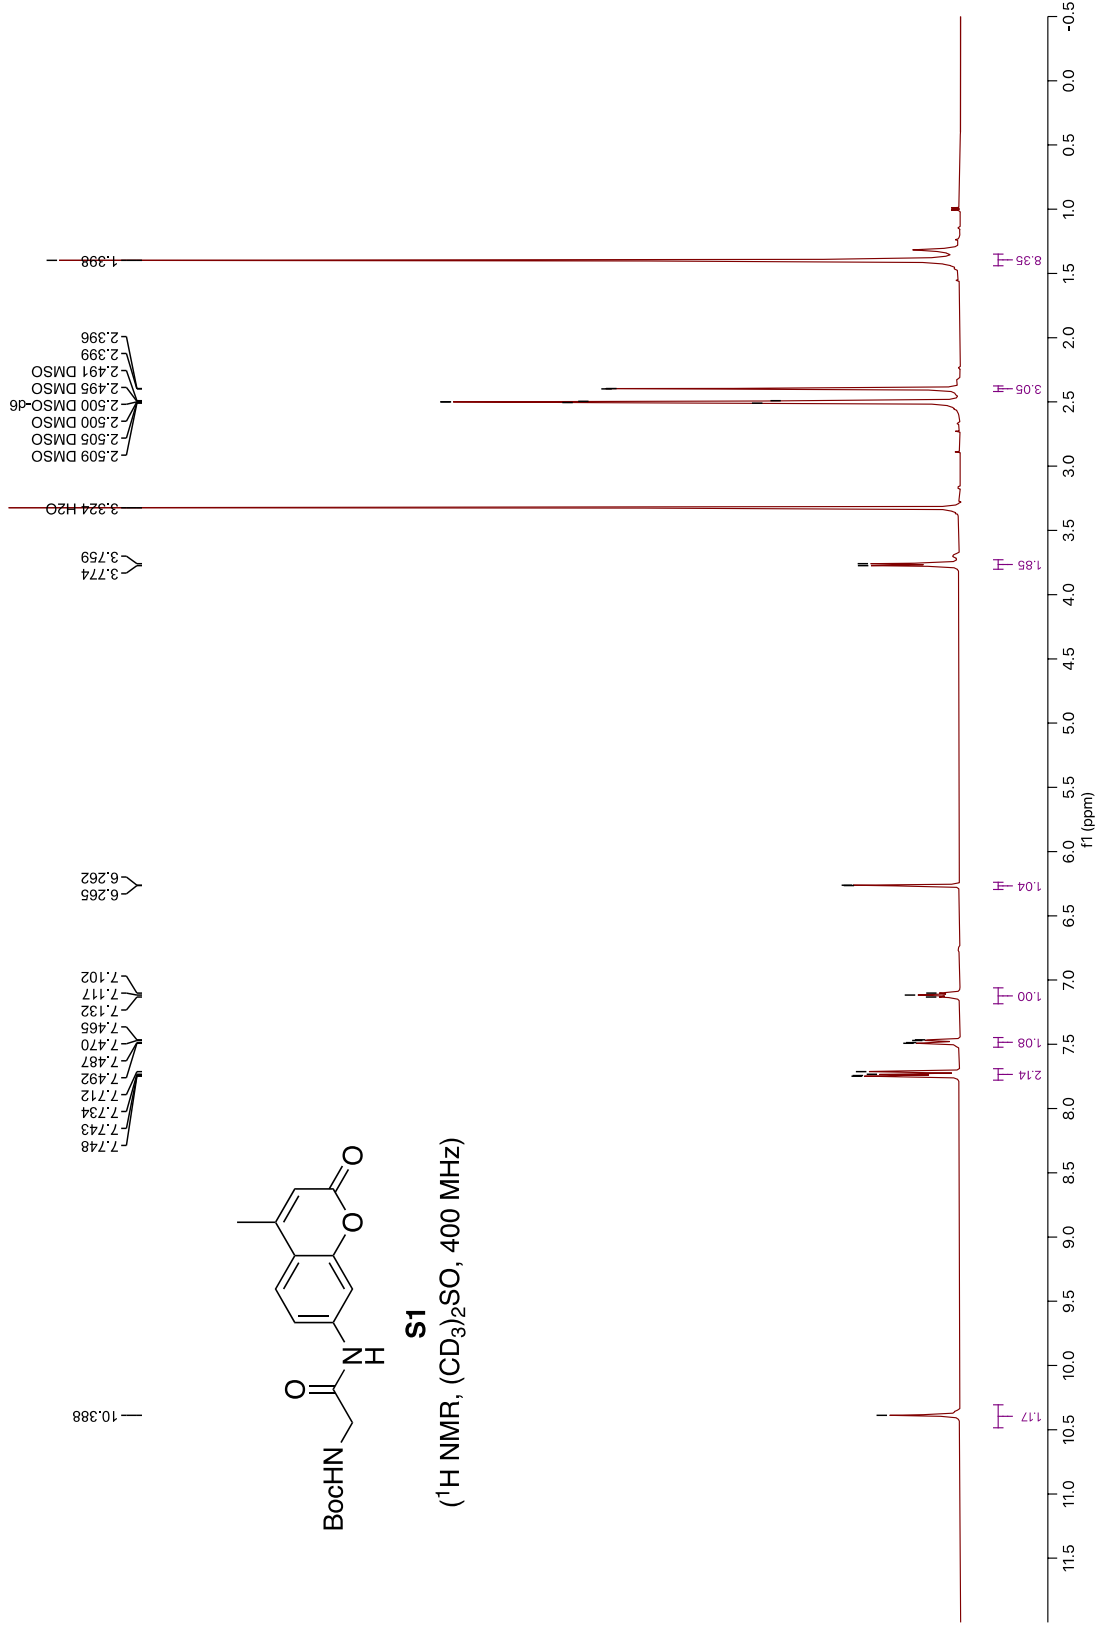 10.388
7.748
7.743
7.734
7.712
7.492
7.487
7.470
7.465
7.132
7.117
7.102
6.265
6.262
3.774
3.759
3.324 H2O
2.509 DMSO
2.505 DMSO
2.500 DMSO
2.500 DMSO-d6
2.495 DMSO
2.491 DMSO
2.399
2.396
1.398
BocHN
O
N
H
O
O
S1
(¹H NMR, (CD₃)₂SO, 400 MHz)
1.17
2.14
1.08
1.00
1.04
1.85
3.05
8.35
11.5 11.0 10.5 10.0 9.5 9.0 8.5 8.0 7.5 7.0 6.5 6.0 5.5 5.0 4.5 4.0 3.5 3.0 2.5 2.0 1.5 1.0 0.5 0.0 -0.5
f1 (ppm)